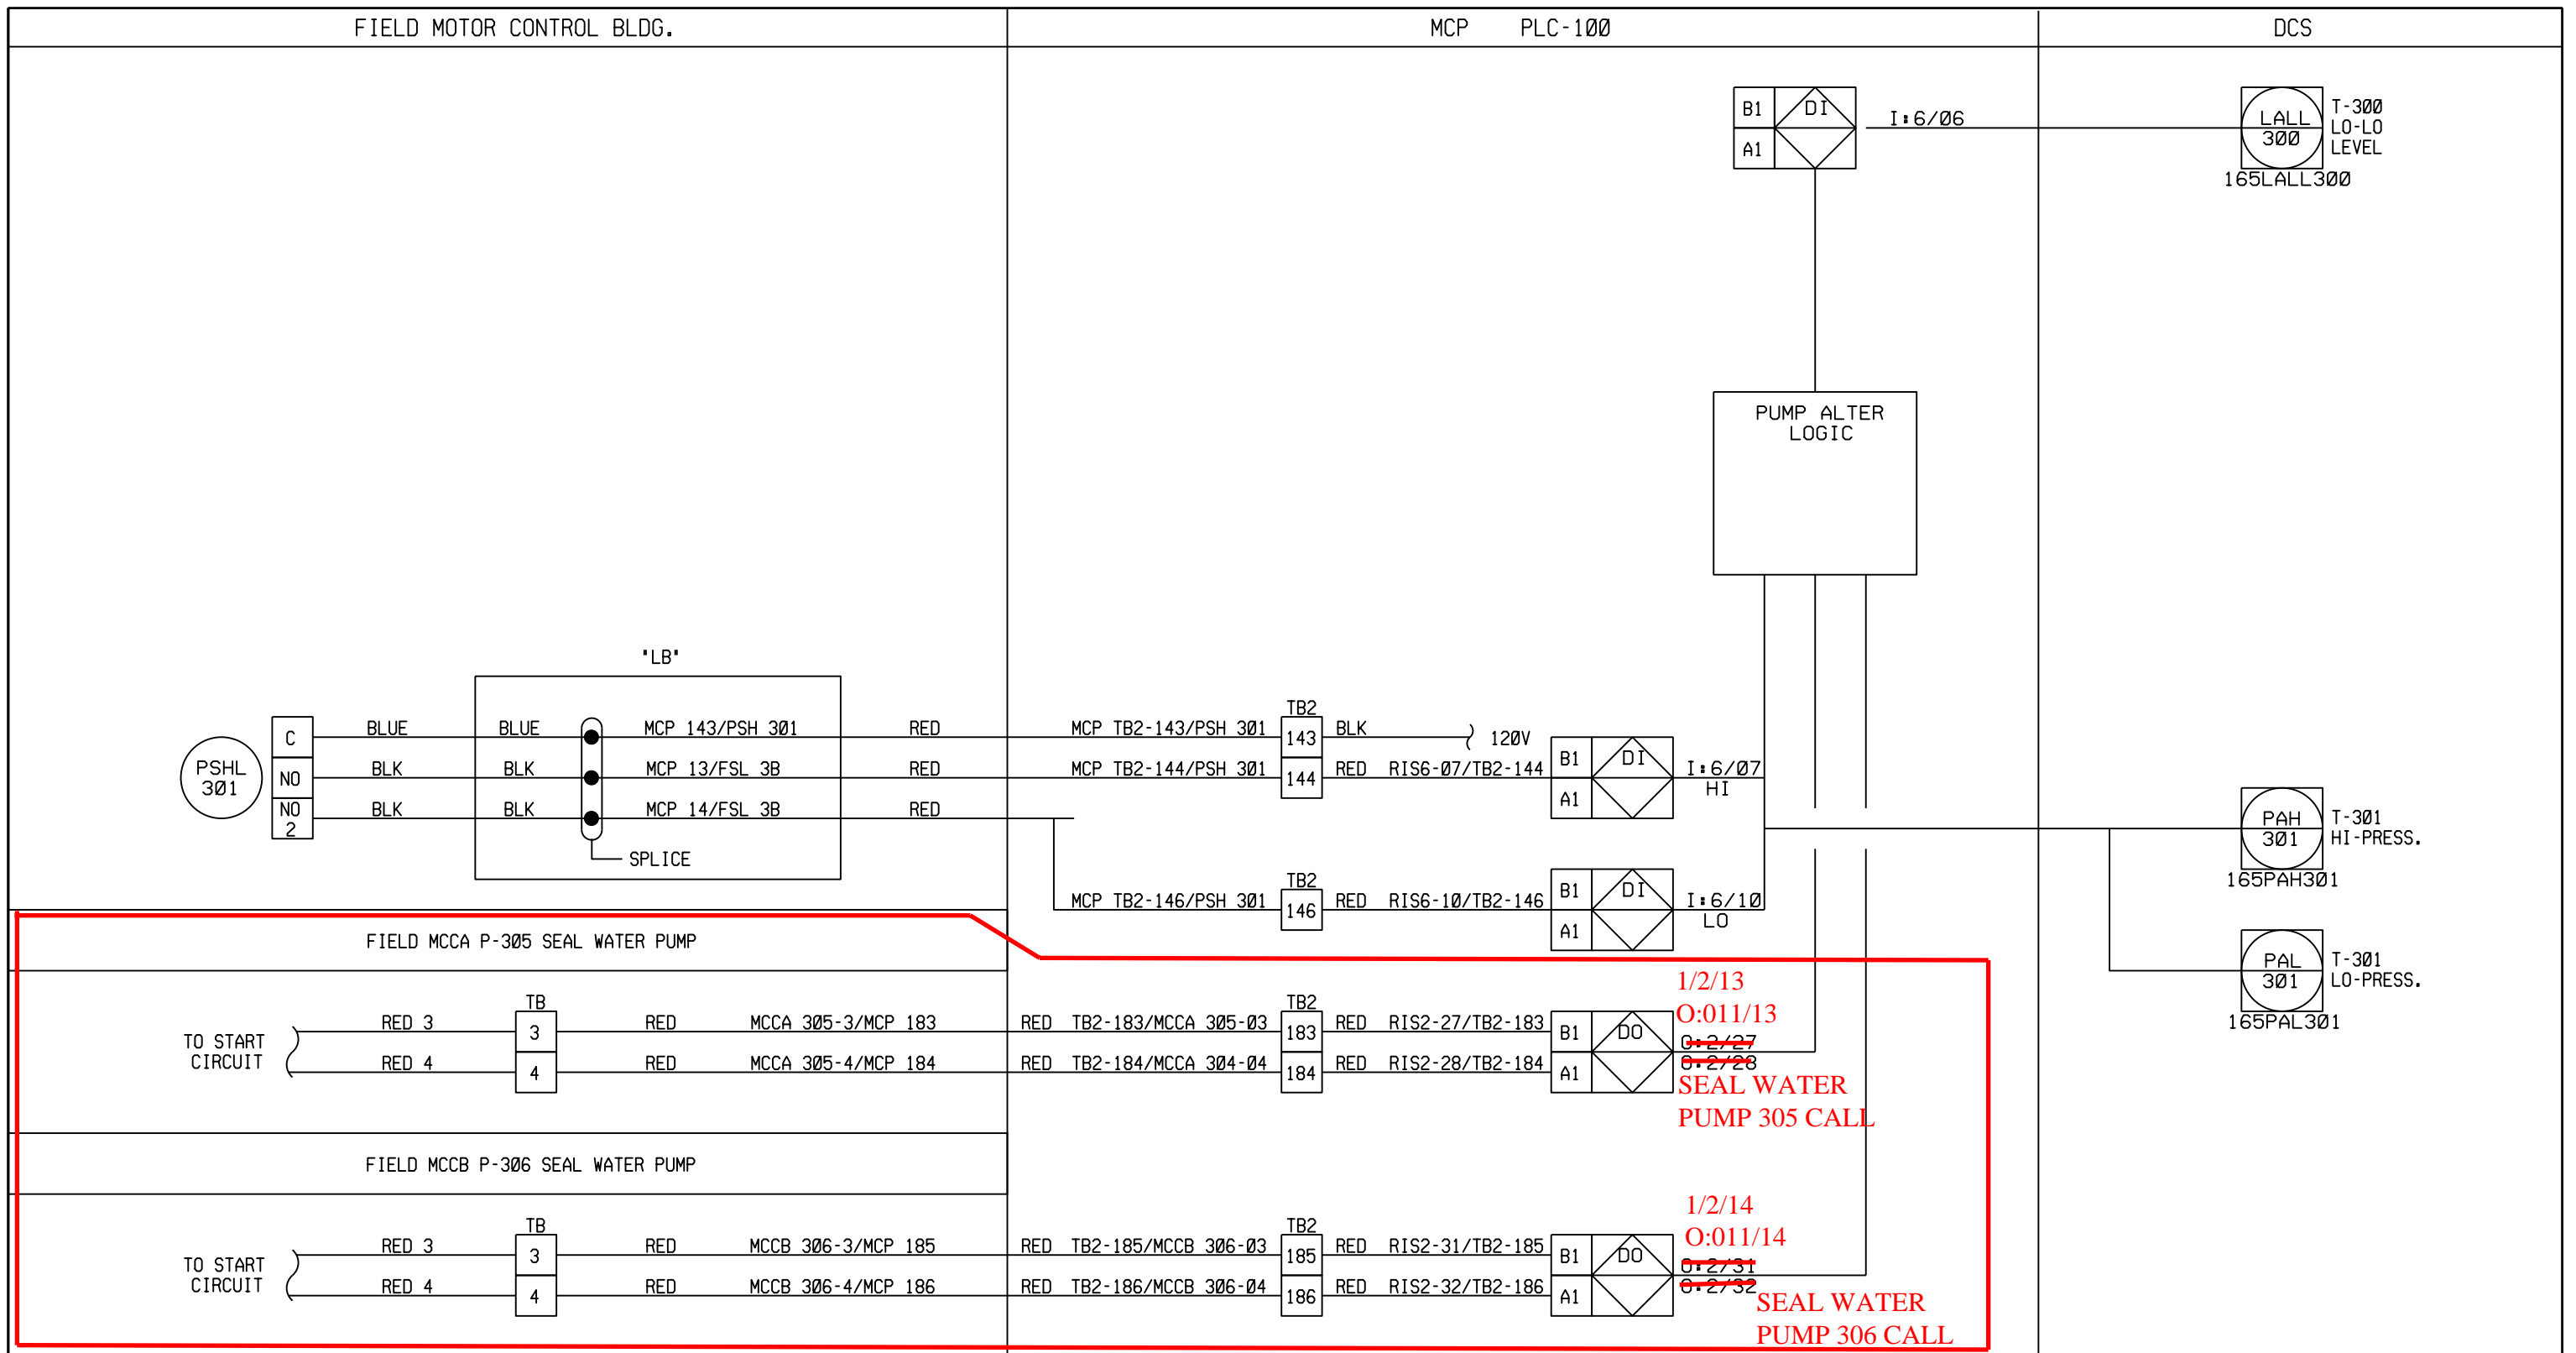 FIELD MOTOR CONTROL BLDG.
MCP PLC-100
DCS
B1
DI
A1
I:6/06
LALL
300
T-300
LO-LO
LEVEL
165LALL300
PUMP ALTER
LOGIC
"LB"
PSHL
301
C
BLUE
BLUE
MCP 143/PSH 301
RED
MCP TB2-143/PSH 301
TB2
143
BLK
120V
NO
BLK
BLK
MCP 13/FSL 3B
RED
MCP TB2-144/PSH 301
144
RED
RIS6-07/TB2-144
B1
DI
A1
I:6/07
HI
NO
2
BLK
BLK
MCP 14/FSL 3B
RED
SPLICE
PAH
301
T-301
HI-PRESS.
165PAH301
MCP TB2-146/PSH 301
TB2
146
RED
RIS6-10/TB2-146
B1
DI
A1
I:6/10
LO
PAL
301
T-301
LO-PRESS.
165PAL301
FIELD MCCA P-305 SEAL WATER PUMP
TO START
CIRCUIT
RED 3
TB
3
RED
MCCA 305-3/MCP 183
RED
TB2-183/MCCA 305-03
TB2
183
RED
RIS2-27/TB2-183
B1
DO
1/2/13
O:011/13
O:2/27
RED 4
4
RED
MCCA 305-4/MCP 184
RED
TB2-184/MCCA 304-04
184
RED
RIS2-28/TB2-184
A1
O:2/28
SEAL WATER
PUMP 305 CALL
FIELD MCCB P-306 SEAL WATER PUMP
TO START
CIRCUIT
RED 3
TB
3
RED
MCCB 306-3/MCP 185
RED
TB2-185/MCCB 306-03
TB2
185
RED
RIS2-31/TB2-185
B1
DO
1/2/14
O:011/14
O:2/31
RED 4
4
RED
MCCB 306-4/MCP 186
RED
TB2-186/MCCB 306-04
186
RED
RIS2-32/TB2-186
A1
O:2/32
SEAL WATER
PUMP 306 CALL